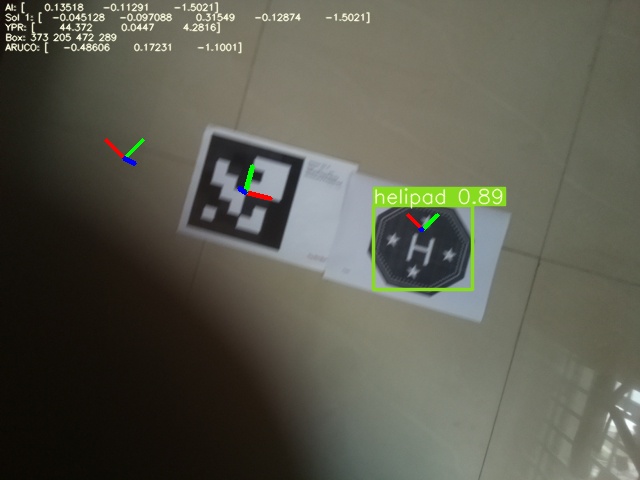 AI: [ 0.13518 -0.11291 -1.5021]
Sol 1: [ -0.045128 -0.097088 0.31549 -0.12874 -1.5021]
YPR: [ 44.372 0.0447 4.2816]
Box: 373 205 472 289
ARUCO: [ -0.48606 0.17231 -1.1001]
helipad 0.89
H